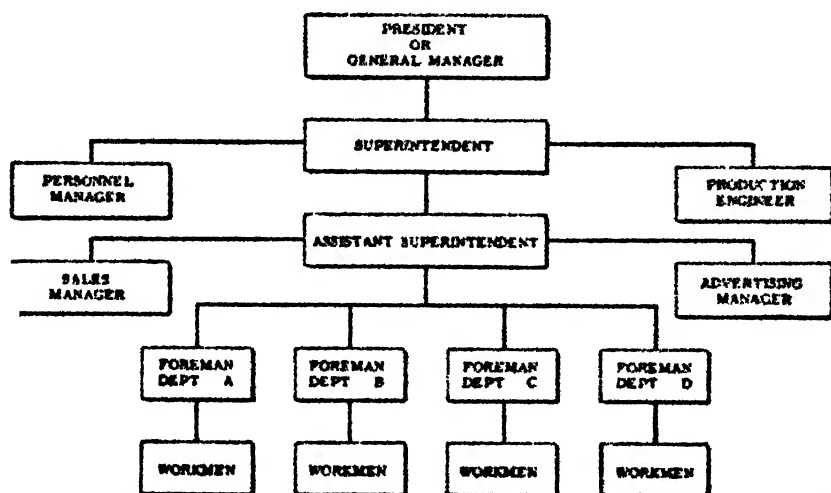 PRESIDENT
OR
GENERAL MANAGER
SUPERINTENDENT
PERSONNEL
MANAGER
PRODUCTION
ENGINEER
ASSISTANT SUPERINTENDENT
SALES
MANAGER
ADVERTISING
MANAGER
FOREMAN
DEPT A
FOREMAN
DEPT B
FOREMAN
DEPT C
FOREMAN
DEPT D
WORKMEN
WORKMEN
WORKMEN
WORKMEN